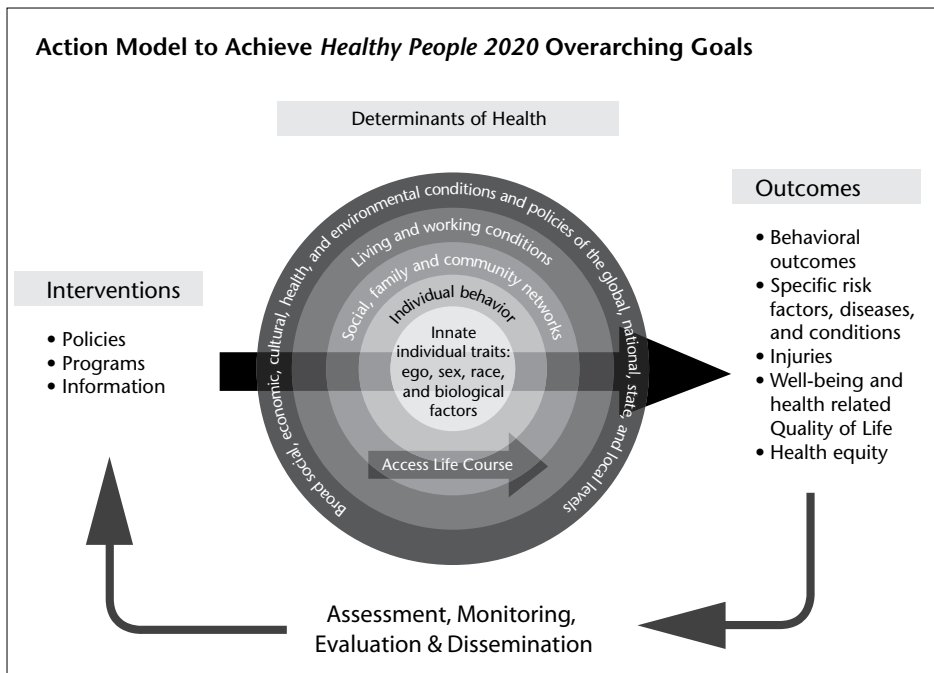 Action Model to Achieve Healthy People 2020 Overarching Goals
Determinants of Health
Interventions
• Policies
• Programs
• Information
Broad social, economic, cultural, health, and environmental conditions and policies of the global, national, state, and local levels
Living and working conditions
Social, family and community networks
Individual behavior
Innate
individual traits:
ego, sex, race,
and biological
factors
Access Life Course
Outcomes
• Behavioral
outcomes
• Specific risk
factors, diseases,
and conditions
• Injuries
• Well-being and
health related
Quality of Life
• Health equity
Assessment, Monitoring,
Evaluation & Dissemination